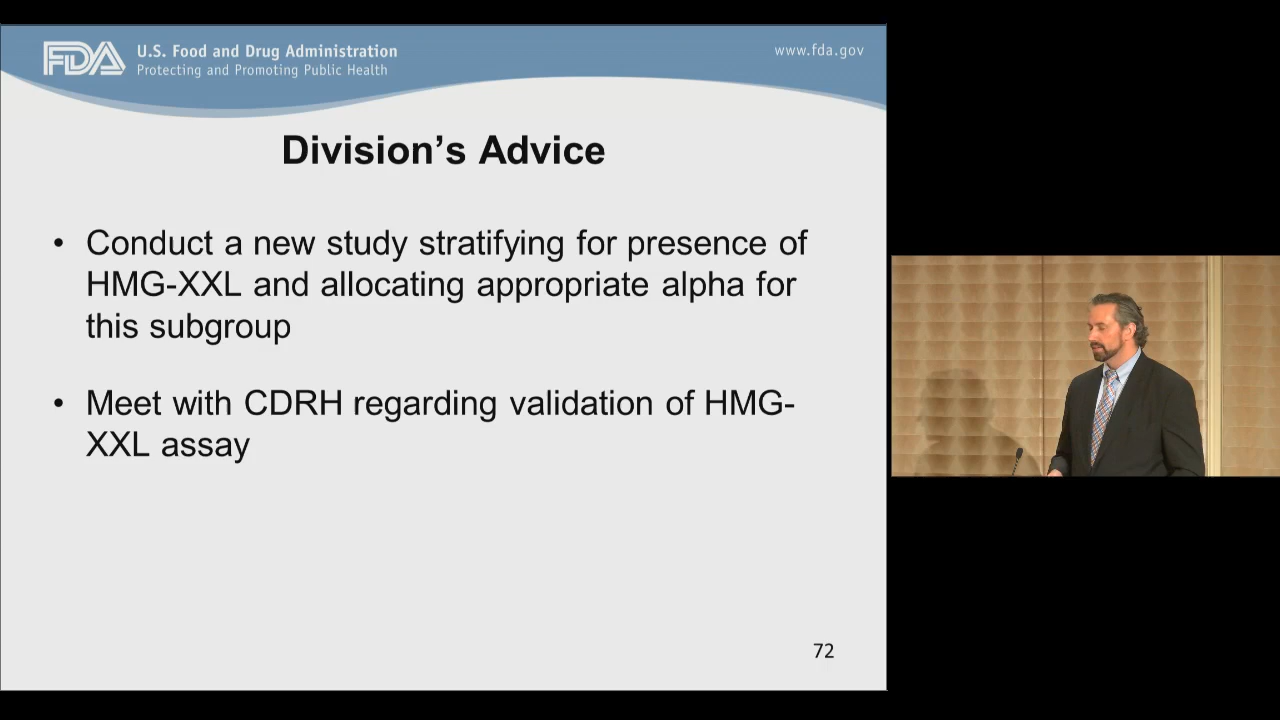 FDA
U.S. Food and Drug Administration
Protecting and Promoting Public Health
www.fda.gov
Division’s Advice
• Conduct a new study stratifying for presence of
HMG-XXL and allocating appropriate alpha for
this subgroup
• Meet with CDRH regarding validation of HMG-
XXL assay
72